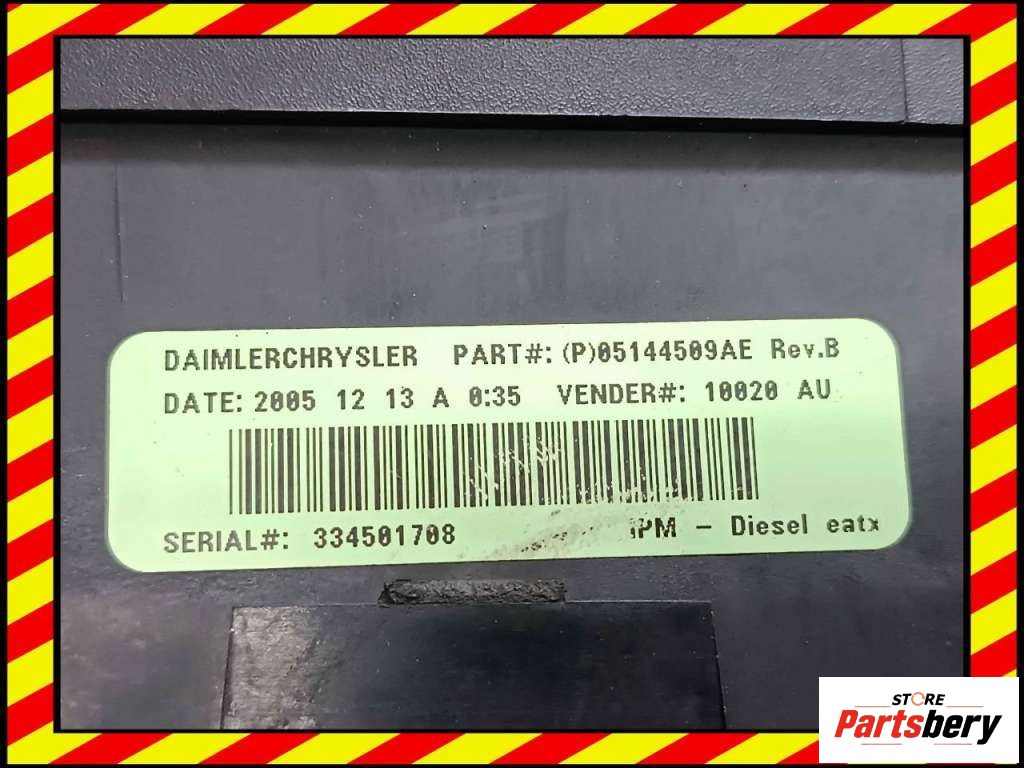 DAIMLERCHRYSLER PART#: (P)05144509AE Rev.B
DATE: 2005 12 13 A 0:35 VENDER#: 10020 AU
SERIAL#: 334501708 IPM - Diesel eatx
STORE
Partsbery